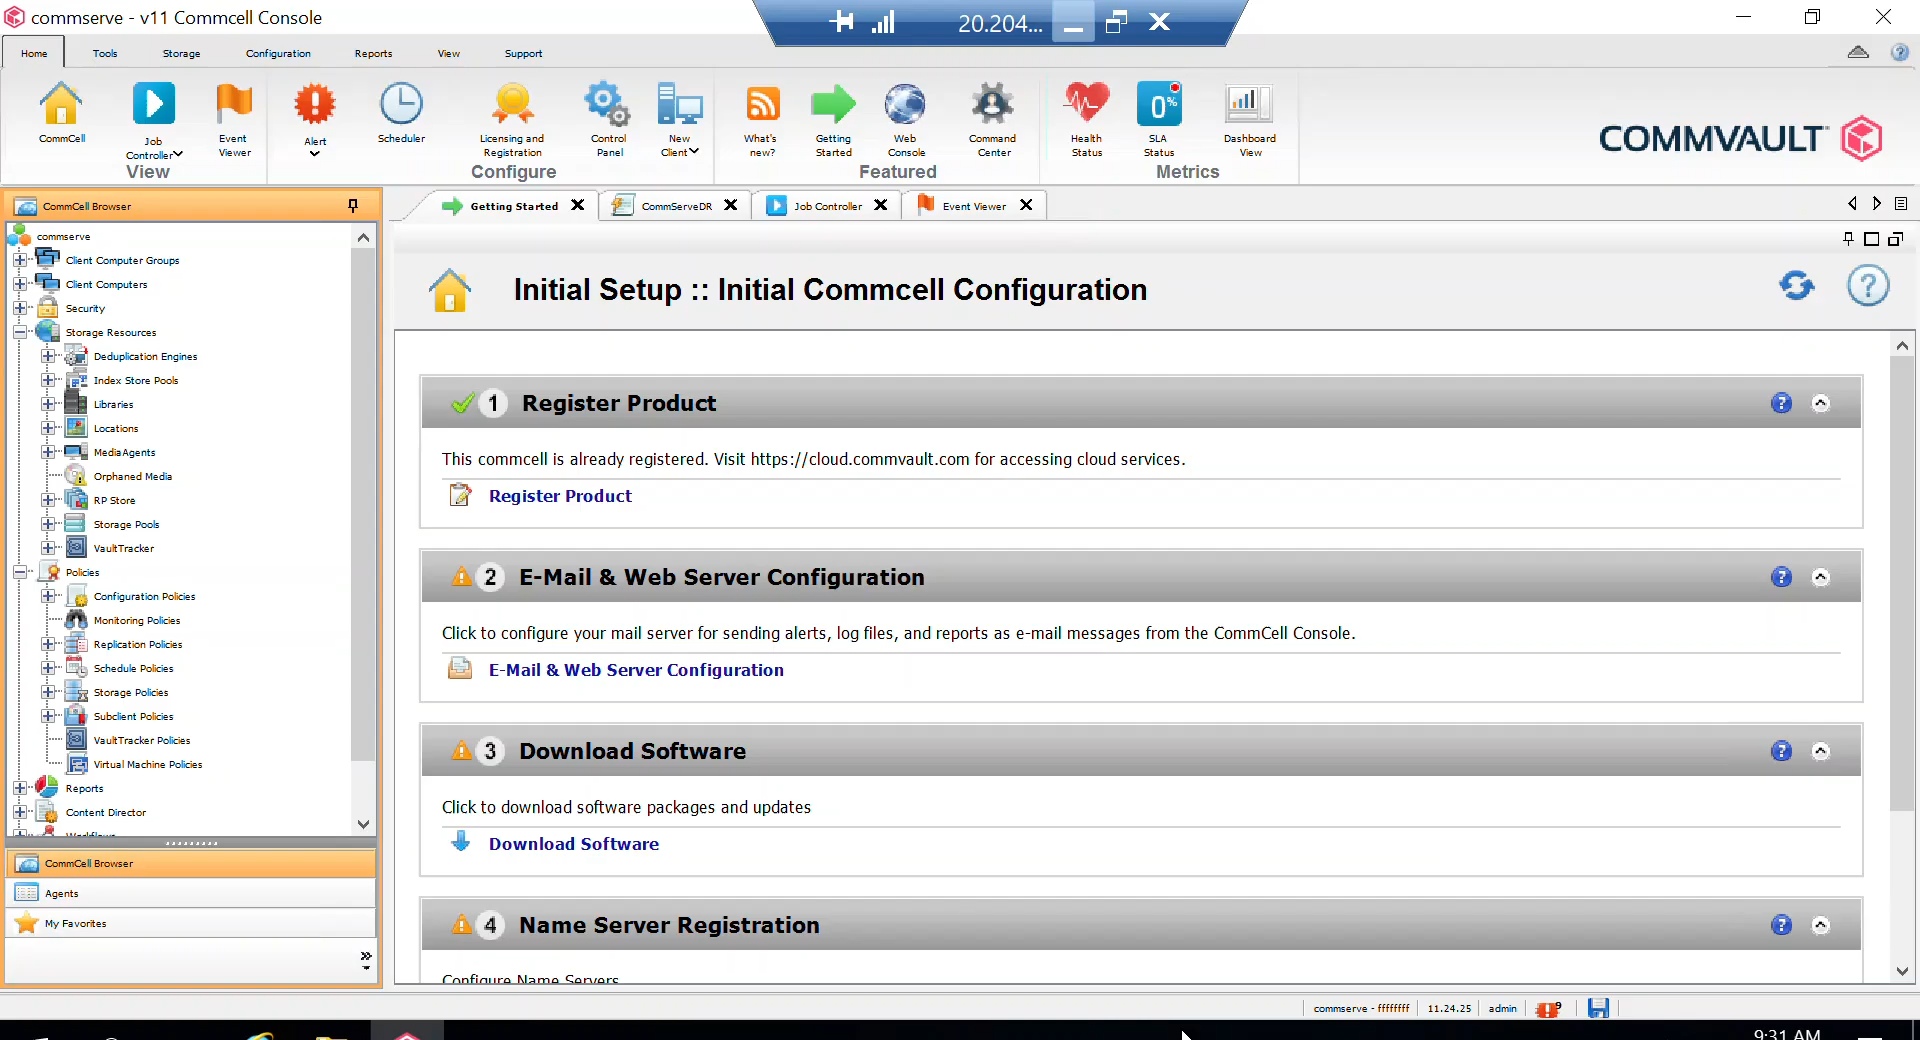 commserve - v11 Commcell Console
20.204...
Home
Tools
Storage
Configuration
Reports
View
Support
CommCell
Job
Controller
Event
Viewer
View
Alert
Scheduler
Licensing and
Registration
Control
Panel
New
Client
Configure
What's
new?
Getting
Started
Web
Console
Command
Center
Featured
Health
Status
0%
SLA
Status
Dashboard
View
Metrics
COMMVAULT
CommCell Browser
Getting Started
CommServeDR
Job Controller
Event Viewer
commserve
Client Computer Groups
Client Computers
Security
Storage Resources
Deduplication Engines
Index Store Pools
Libraries
Locations
MediaAgents
Orphaned Media
RP Store
Storage Pools
VaultTracker
Policies
Configuration Policies
Monitoring Policies
Replication Policies
Schedule Policies
Storage Policies
Subclient Policies
VaultTracker Policies
Virtual Machine Policies
Reports
Content Director
Workflows
CommCell Browser
Agents
My Favorites
Initial Setup :: Initial Commcell Configuration
1 Register Product
This commcell is already registered. Visit https://cloud.commvault.com for accessing cloud services.
Register Product
2 E-Mail & Web Server Configuration
Click to configure your mail server for sending alerts, log files, and reports as e-mail messages from the CommCell Console.
E-Mail & Web Server Configuration
3 Download Software
Click to download software packages and updates
Download Software
4 Name Server Registration
Configure Name Servers
commserve - ffffffff
11.24.25
admin
9
9:31 AM